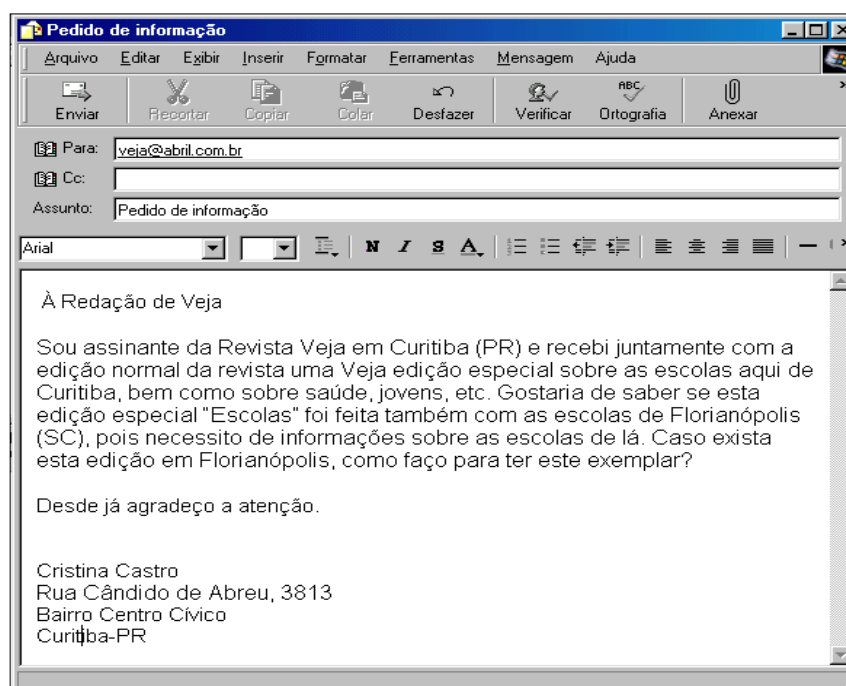 Pedido de informação
Arquivo Editar Exibir Inserir Formatar Ferramentas Mensagem Ajuda
Enviar Recortar Copiar Colar Desfazer Verificar ABC Ortografia Anexar
Para: veja@abril.com.br
Cc:
Assunto: Pedido de informação
Arial N I S A
À Redação de Veja
Sou assinante da Revista Veja em Curitiba (PR) e recebi juntamente com a
edição normal da revista uma Veja edição especial sobre as escolas aqui de
Curitiba, bem como sobre saúde, jovens, etc. Gostaria de saber se esta
edição especial "Escolas" foi feita também com as escolas de Florianópolis
(SC), pois necessito de informações sobre as escolas de lá. Caso exista
esta edição em Florianópolis, como faço para ter este exemplar?
Desde já agradeço a atenção.
Cristina Castro
Rua Cândido de Abreu, 3813
Bairro Centro Cívico
Curitiba-PR